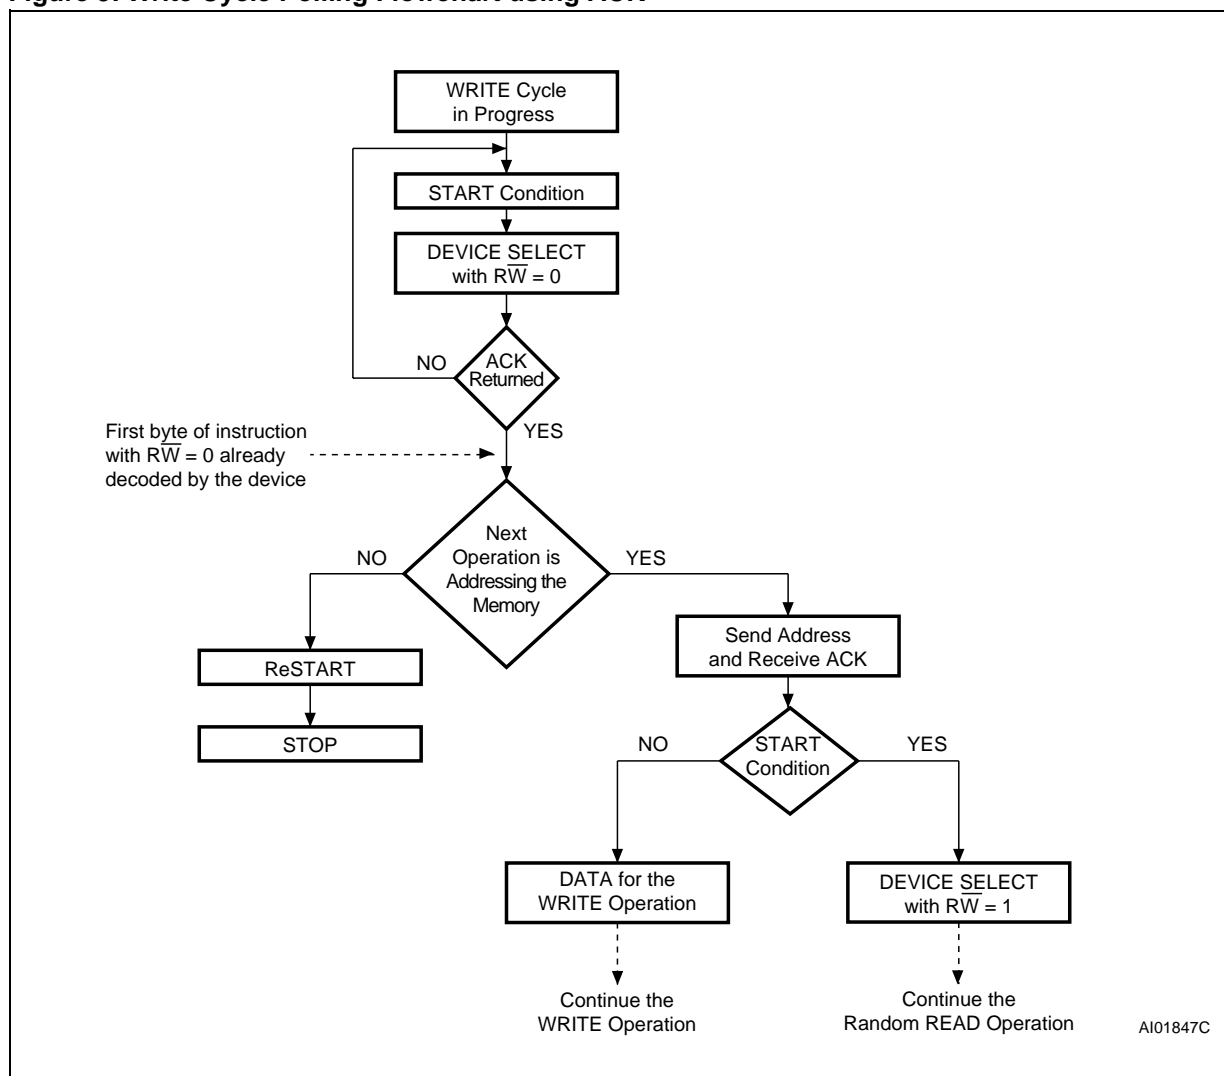 WRITE Cycle
in Progress
START Condition
DEVICE SELECT
with RW̅ = 0
ACK
Returned
NO
YES
First byte of instruction
with RW̅ = 0 already
decoded by the device
Next
Operation is
Addressing the
Memory
NO
YES
ReSTART
STOP
Send Address
and Receive ACK
START
Condition
NO
YES
DATA for the
WRITE Operation
DEVICE SELECT
with RW̅ = 1
Continue the
WRITE Operation
Continue the
Random READ Operation
AI01847C